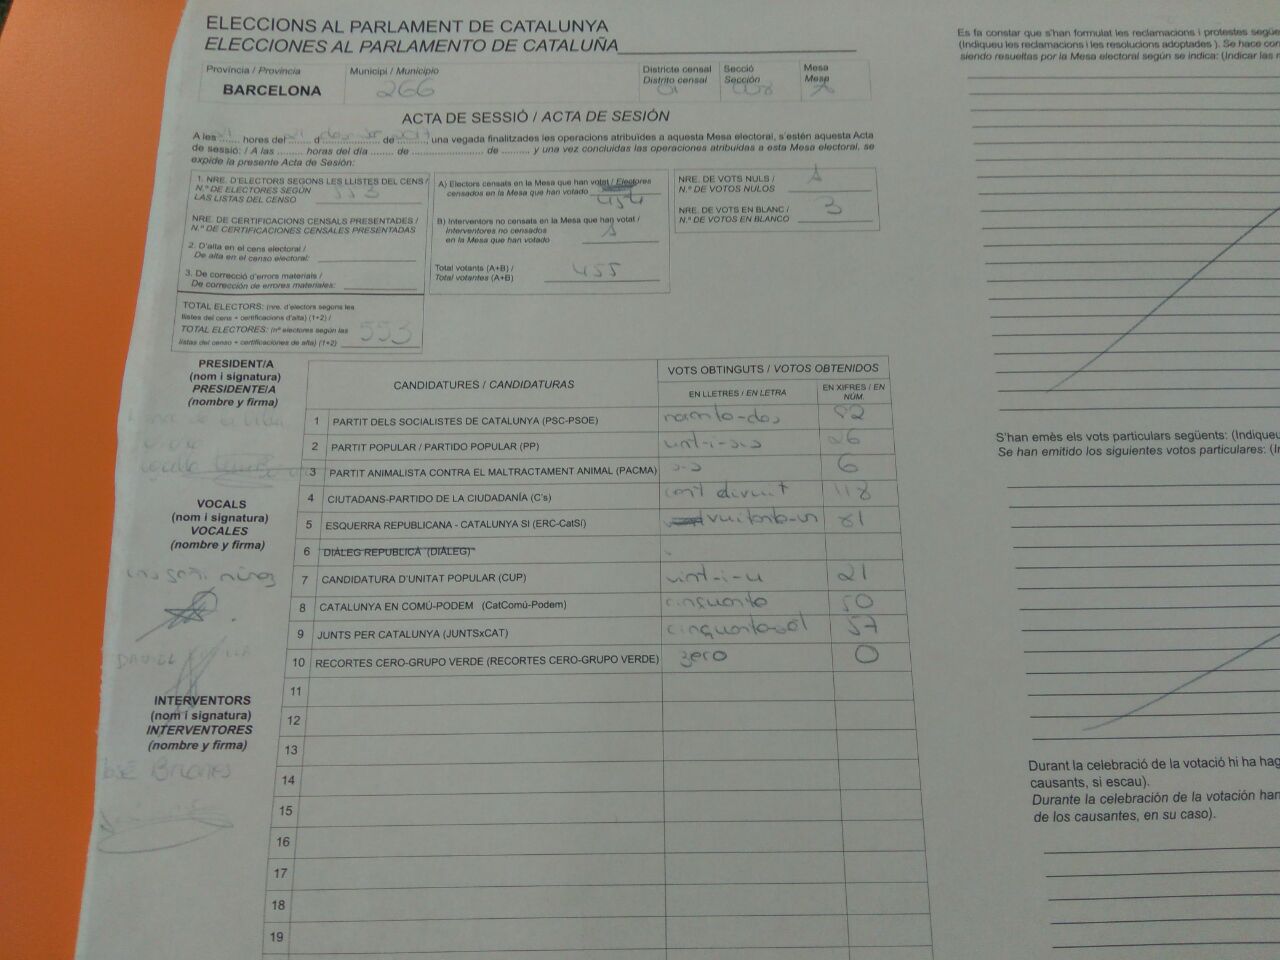 ELECCIONS AL PARLAMENT DE CATALUNYA
ELECCIONES AL PARLAMENTO DE CATALUÑA
Província / Provincia
BARCELONA
Municipi / Municipio
266
Districte censal
Distrito censal
01
Secció
Sección
Mesa
Mesa
ACTA DE SESSIÓ / ACTA DE SESIÓN
A les ........ hores del ........ d ........ de ........, una vegada finalitzades les operacions atribuïdes a aquesta Mesa electoral, s'estén aquesta Acta
de sessió: / A las ........ horas del día ........ de ........ de ........ y una vez concluidas las operaciones atribuidas a esta Mesa electoral, se
expide la presente Acta de Sesión:
1. NRE. D'ELECTORS SEGONS LES LLISTES DEL CENS /
N.º DE ELECTORES SEGÚN
LAS LISTAS DEL CENSO 553
NRE. DE CERTIFICACIONS CENSALS PRESENTADES /
N.º DE CERTIFICACIONES CENSALES PRESENTADAS
2. D'alta en el cens electoral /
De alta en el censo electoral:
3. De correcció d'errors materials /
De corrección de errores materiales:
TOTAL ELECTORS: (nre. d'electors segons les
llistes del cens + certificacions d'alta) (1+2) /
TOTAL ELECTORES: (nº electores según las
listas del censo + certificaciones de alta) (1+2) 553
A) Electors censats en la Mesa que han votat / Electores
censados en la Mesa que han votado 454
B) Interventors no censats en la Mesa que han votat /
interventores no censados
en la Mesa que han votado 1
Total votants (A+B) /
Total votantes (A+B) 455
NRE. DE VOTS NULS /
N.º DE VOTOS NULOS 1
NRE. DE VOTS EN BLANC /
N.º DE VOTOS EN BLANCO 3
PRESIDENT/A
(nom i signatura)
PRESIDENTE/A
(nombre y firma)
VOCALS
(nom i signatura)
VOCALES
(nombre y firma)
INTERVENTORS
(nom i signatura)
INTERVENTORES
(nombre y firma)
JOSÉ BRIONES
CANDIDATURES / CANDIDATURAS
VOTS OBTINGUTS / VOTOS OBTENIDOS
EN LLETRES / EN LETRA
EN XIFRES / EN
NÚM.
1 PARTIT DELS SOCIALISTES DE CATALUNYA (PSC-PSOE) noranta-dos 92
2 PARTIT POPULAR / PARTIDO POPULAR (PP) vint-i-sis 26
3 PARTIT ANIMALISTA CONTRA EL MALTRACTAMENT ANIMAL (PACMA) sis 6
4 CIUTADANS-PARTIDO DE LA CIUDADANÍA (C's) cent divuit 118
5 ESQUERRA REPUBLICANA - CATALUNYA SÍ (ERC-CatSí) vuitanta-un 81
6 DIÀLEG REPUBLICÀ (DIÀLEG)
7 CANDIDATURA D'UNITAT POPULAR (CUP) vint-i-u 21
8 CATALUNYA EN COMÚ-PODEM (CatComú-Podem) cinquanta 50
9 JUNTS PER CATALUNYA (JUNTSxCAT) cinquanta-set 57
10 RECORTES CERO-GRUPO VERDE (RECORTES CERO-GRUPO VERDE) zero 0
11
12
13
14
15
16
17
18
19
Es fa constar que s'han formulat les reclamacions i protestes segü
(Indiqueu les reclamacions i les resolucions adoptades ). Se hace con
siendo resueltas por la Mesa electoral según se indica: (Indicar las r
S'han emès els vots particulars següents: (Indiqueu
Se han emitido los siguientes votos particulares: (I
Durant la celebració de la votació hi ha hag
causants, si escau).
Durante la celebración de la votación han
de los causantes, en su caso).